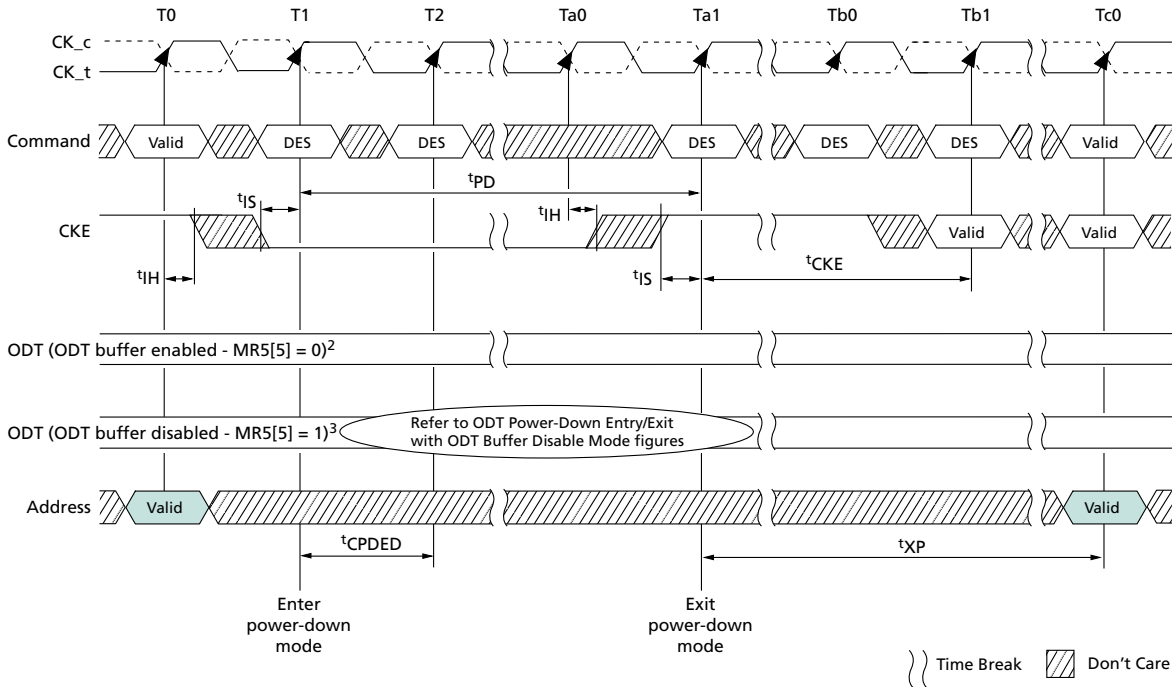 T0 T1 T2 Ta0 Ta1 Tb0 Tb1 Tc0
CK_c
CK_t
Command Valid DES DES DES DES DES Valid
tPD
tIS
tIH
CKE Valid Valid
tIH
tIS
tCKE
ODT (ODT buffer enabled - MR5[5] = 0)2
ODT (ODT buffer disabled - MR5[5] = 1)3
Refer to ODT Power-Down Entry/Exit
with ODT Buffer Disable Mode figures
Address Valid Valid
tCPDED
tXP
Enter
power-down
mode
Exit
power-down
mode
Time Break Don't Care